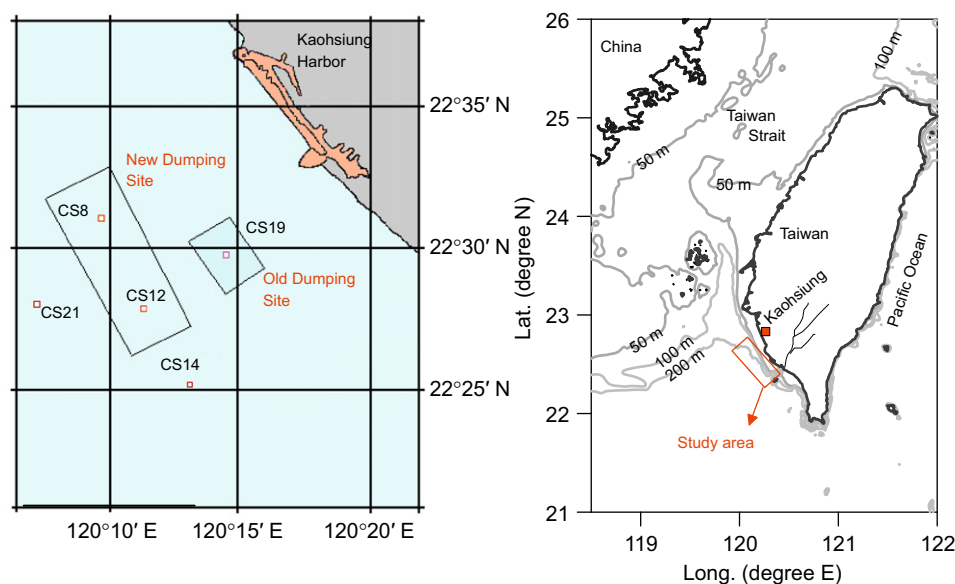 Kaohsiung
Harbor
22°35′ N
New Dumping
Site
CS8
CS19
22°30′ N
Old Dumping
Site
CS12
CS21
CS14
22°25′ N
120°10′ E
120°15′ E
120°20′ E
26
China
100 m
25
Taiwan
Strait
50 m
50 m
24
Taiwan
Lat. (degree N)
Kaohsiung
Pacific Ocean
23
50 m
100 m
200 m
22
Study area
21
119
120
121
122
Long. (degree E)